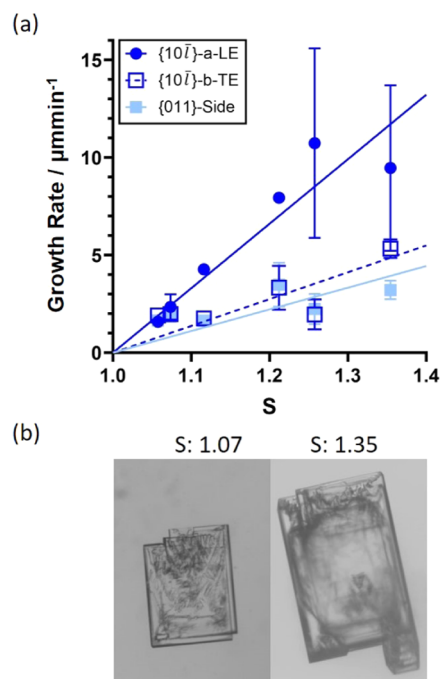 (a)
{10l̄}-a-LE
{10l̄}-b-TE
{011}-Side
Growth Rate / μmmin⁻¹
15
10
5
0
1.0
1.1
1.2
1.3
1.4
S
(b)
S: 1.07
S: 1.35